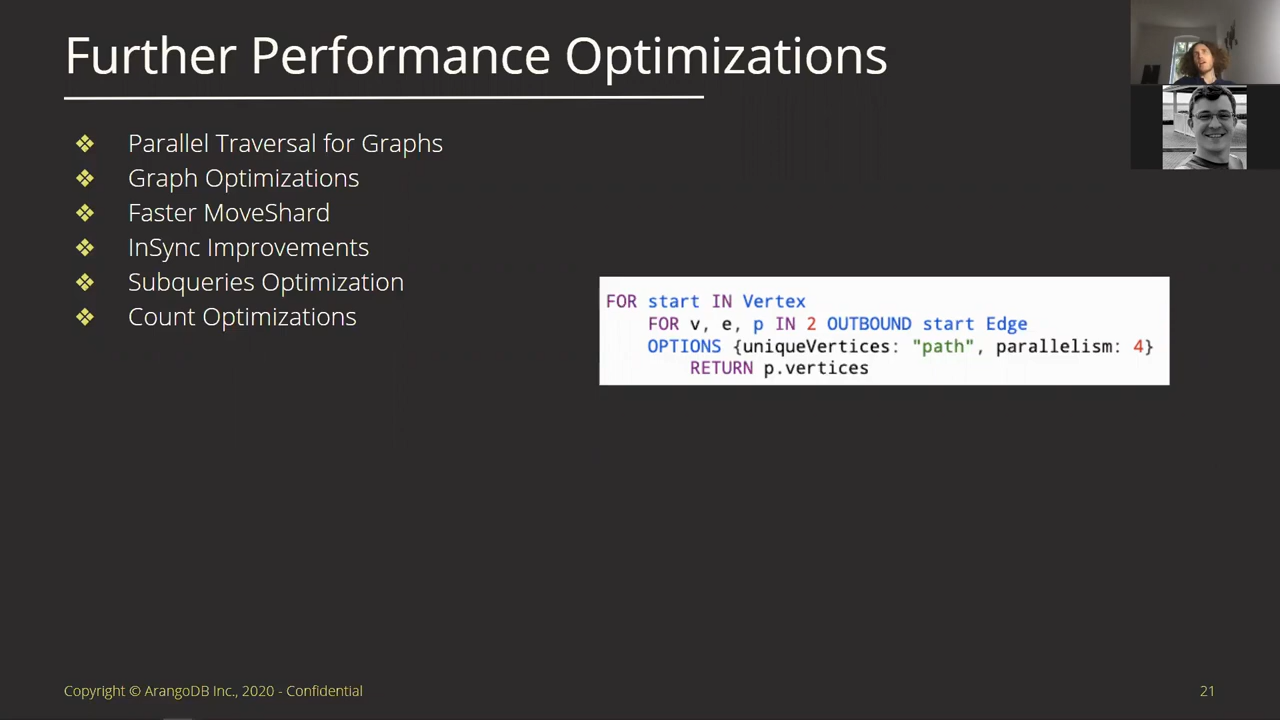 Further Performance Optimizations
❖ Parallel Traversal for Graphs
❖ Graph Optimizations
❖ Faster MoveShard
❖ InSync Improvements
❖ Subqueries Optimization
❖ Count Optimizations
FOR start IN Vertex
FOR v, e, p IN 2 OUTBOUND start Edge
OPTIONS {uniqueVertices: "path", parallelism: 4}
RETURN p.vertices
Copyright © ArangoDB Inc., 2020 - Confidential
21